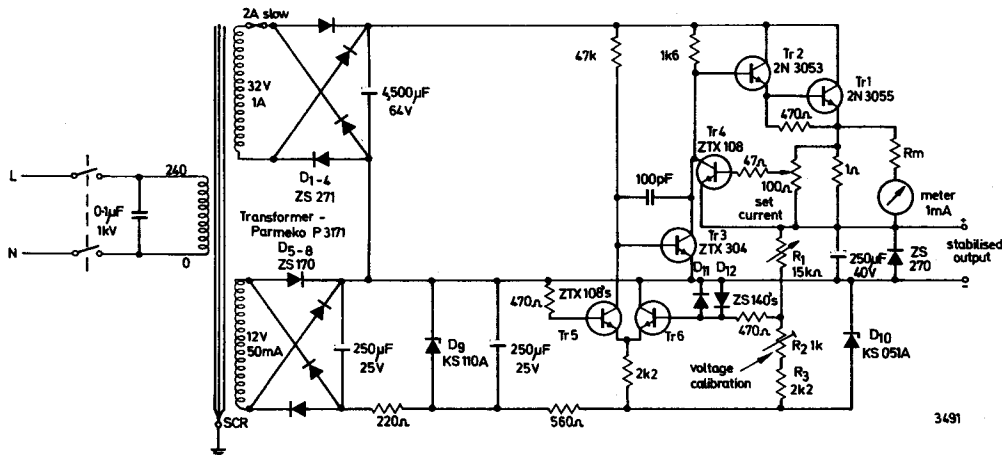 2A slow
32V
1A
4,500µF
64V
D1-4
ZS 271
L
N
0·1µF
1kV
240
0
Transformer -
Parmeko P 3171
D5-8
ZS 170
12V
50mA
250µF
25V
D9
KS 110A
250µF
25V
220Ω
560Ω
SCR
47k
1k6
Tr 2
2N 3053
Tr1
2N 3055
470Ω
Tr4
ZTX 108
47Ω
100Ω
set
current
1Ω
Rm
meter
1mA
100pF
Tr3
ZTX 304
D11
D12
R1
15kΩ
250µF
40V
ZS
270
+
stabilised
output
-
470Ω
ZTX 108's
Tr5
Tr6
ZS 140's
470Ω
2k2
voltage
calibration
R2 1k
R3
2k2
D10
KS 051A
3491